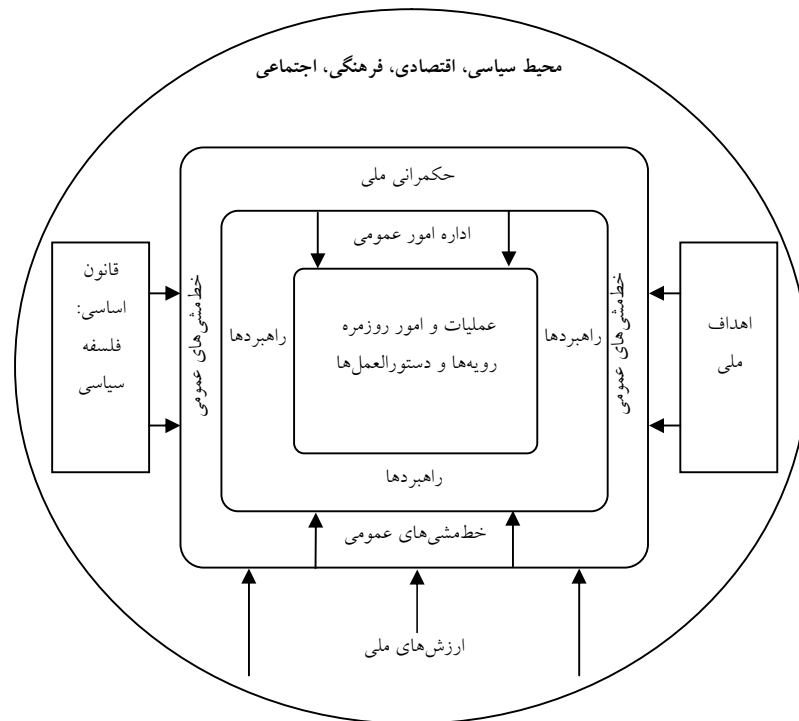 محیط سیاسی، اقتصادی، فرهنگی، اجتماعی
حکمرانی ملی
اداره امور عمومی
قانون
اساسی:
فلسفه
سیاسی
خط‌مشی‌های عمومی
راهبردها
عملیات و امور روزمره
رویه‌ها و دستورالعمل‌ها
راهبردها
خط‌مشی‌های عمومی
اهداف
ملی
راهبردها
خط‌مشی‌های عمومی
ارزش‌های ملی